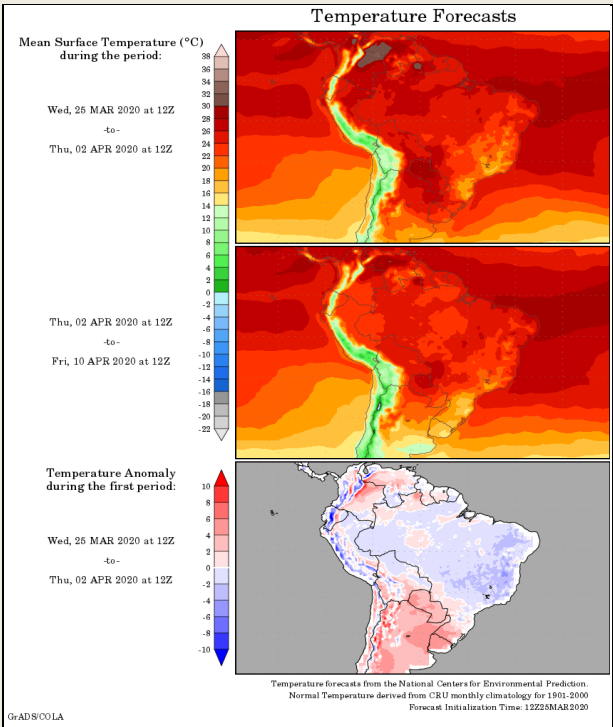 Temperature Forecasts
Mean Surface Temperature (°C)
during the period:
Wed, 25 MAR 2020 at 12Z
-to-
Thu, 02 APR 2020 at 12Z
38
36
34
32
30
28
26
24
22
20
18
16
14
12
10
8
6
4
2
0
-2
-4
-6
-8
-10
-12
-14
-16
-18
-20
-22
Thu, 02 APR 2020 at 12Z
-to-
Fri, 10 APR 2020 at 12Z
Temperature Anomaly
during the first period:
Wed, 25 MAR 2020 at 12Z
-to-
Thu, 02 APR 2020 at 12Z
10
8
6
4
2
0
-2
-4
-6
-8
-10
Temperature forecasts from the National Centers for Environmental Prediction.
Normal Temperature derived from CRU monthly climatology for 1901-2000
Forecast Initialization Time: 12Z25MAR2020
GrADS/COLA